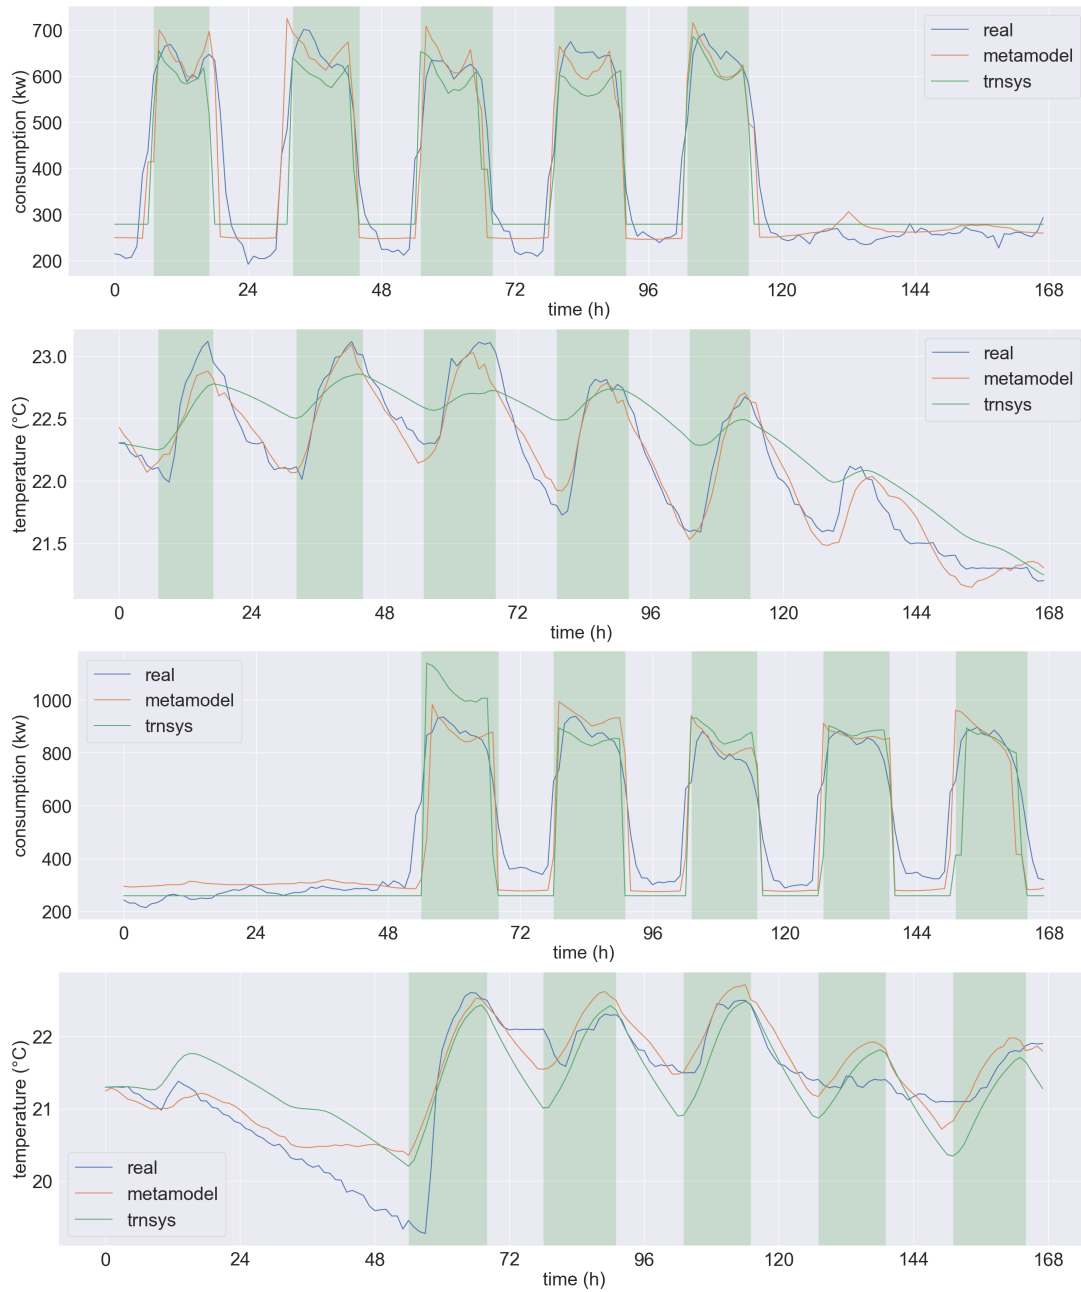 700
600
500
400
300
200
consumption (kw)
real
metamodel
trnsys
0 24 48 72 96 120 144 168
time (h)
23.0
22.5
22.0
21.5
temperature (°C)
real
metamodel
trnsys
0 24 48 72 96 120 144 168
time (h)
1000
800
600
400
200
consumption (kw)
real
metamodel
trnsys
0 24 48 72 96 120 144 168
time (h)
22
21
20
temperature (°C)
real
metamodel
trnsys
0 24 48 72 96 120 144 168
time (h)